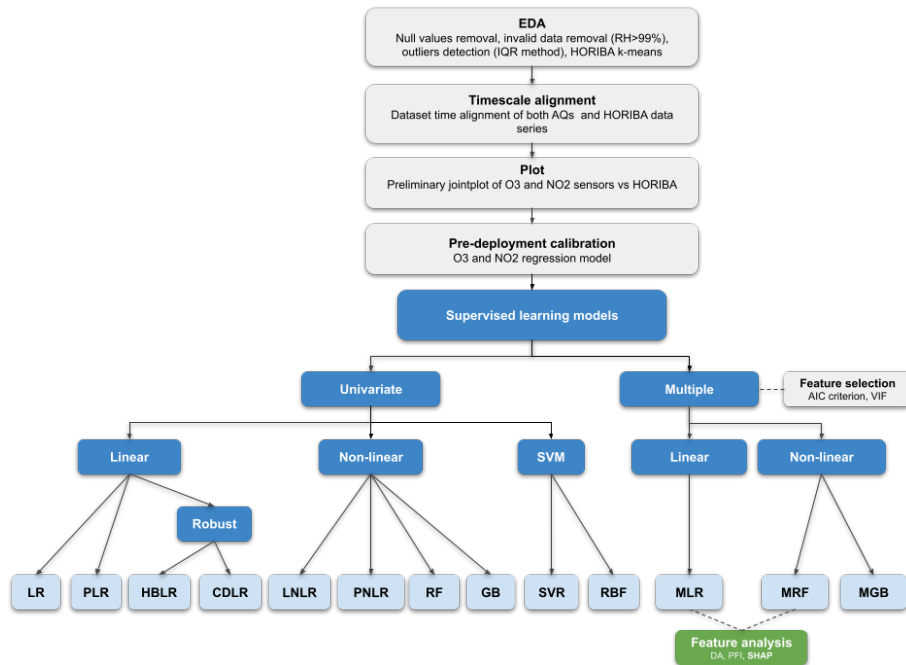 EDA
Null values removal, invalid data removal (RH>99%),
outliers detection (IQR method), HORIBA k-means
Timescale alignment
Dataset time alignment of both AQs and HORIBA data
series
Plot
Preliminary jointplot of O3 and NO2 sensors vs HORIBA
Pre-deployment calibration
O3 and NO2 regression model
Supervised learning models
Univariate
Multiple
Feature selection
AIC criterion, VIF
Linear
Non-linear
SVM
Linear
Non-linear
Robust
LR
PLR
HBLR
CDLR
LNLR
PNLR
RF
GB
SVR
RBF
MLR
MRF
MGB
Feature analysis
DA, PFI, SHAP